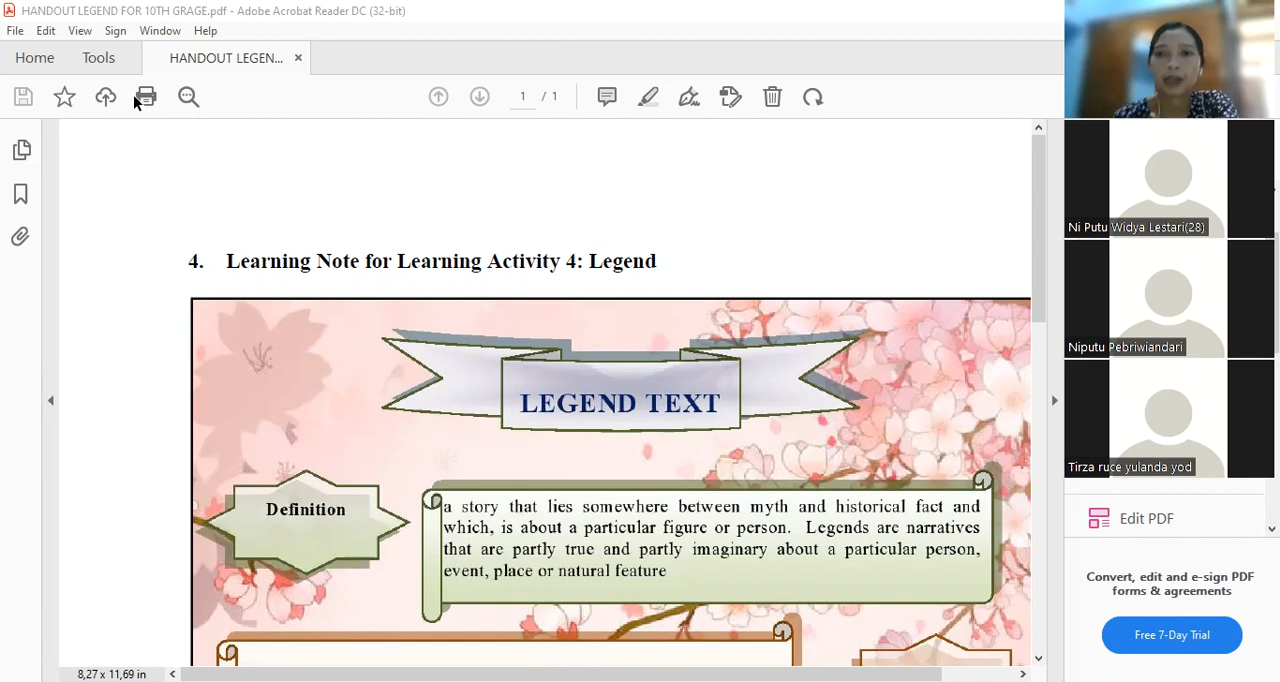 HANDOUT LEGEND FOR 10TH GRAGE.pdf - Adobe Acrobat Reader DC (32-bit)
File Edit View Sign Window Help
Home Tools HANDOUT LEGEN... ×
1 / 1
4. Learning Note for Learning Activity 4: Legend
LEGEND TEXT
Definition
a story that lies somewhere between myth and historical fact and
which, is about a particular figure or person. Legends are narratives
that are partly true and partly imaginary about a particular person,
event, place or natural feature
8,27 x 11,69 in
Ni Putu Widya Lestari(28)
Niputu Pebriwiandari
Tirza ruce yulanda yod
Edit PDF
Convert, edit and e-sign PDF
forms & agreements
Free 7-Day Trial